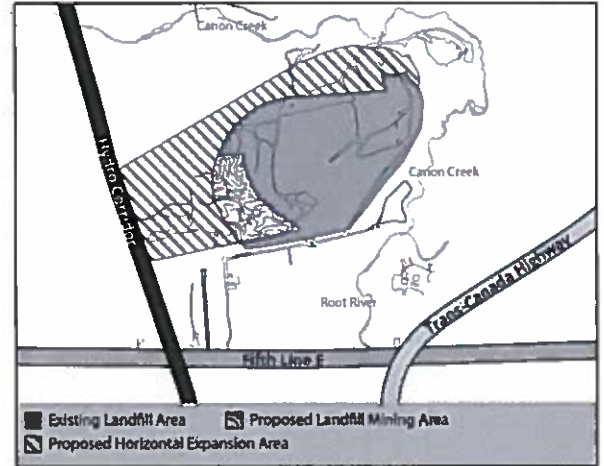 Canon Creek
Hydro Corridor
Canon Creek
Root River
Trans-Canada Highway
Fifth Line E
Existing Landfill Area
Proposed Landfill Mining Area
Proposed Horizontal Expansion Area